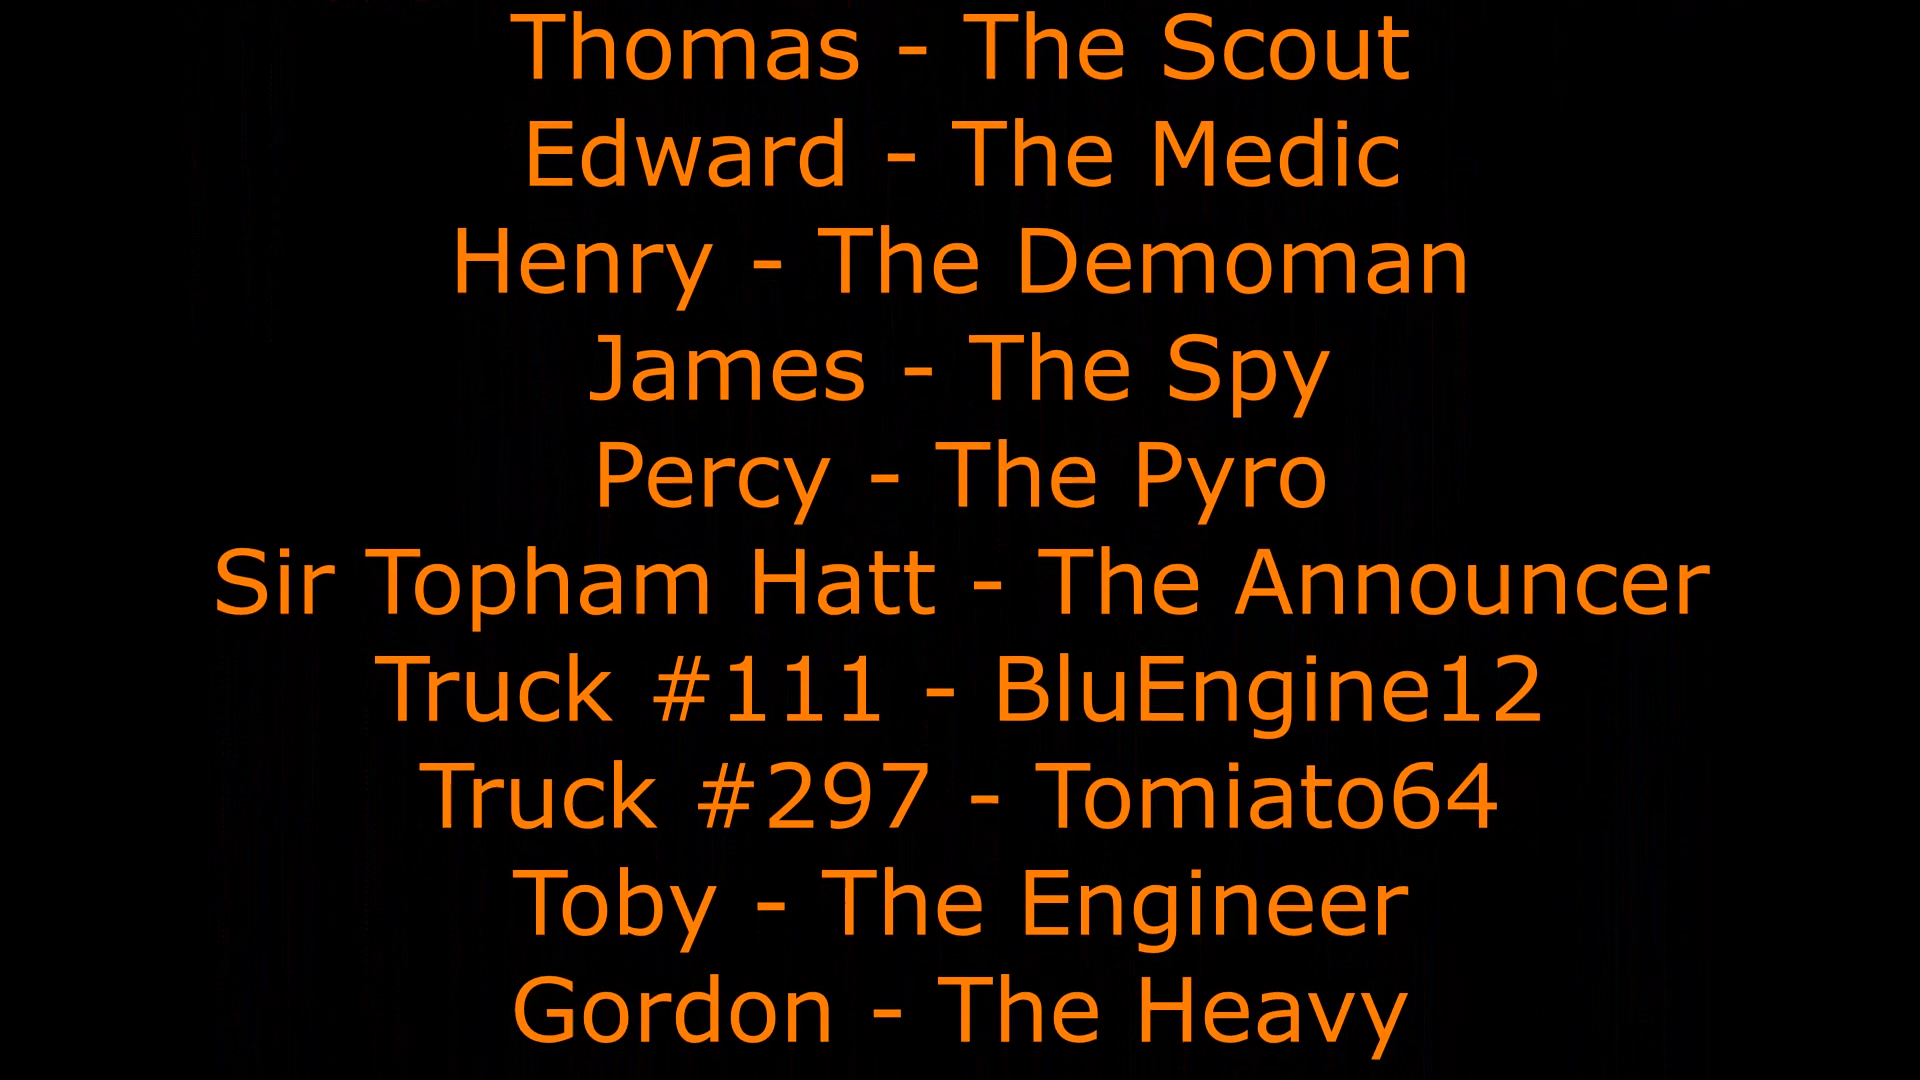 Thomas - The Scout
Edward - The Medic
Henry - The Demoman
James - The Spy
Percy - The Pyro
Sir Topham Hatt - The Announcer
Truck #111 - BluEngine12
Truck #297 - Tomiato64
Toby - The Engineer
Gordon - The Heavy